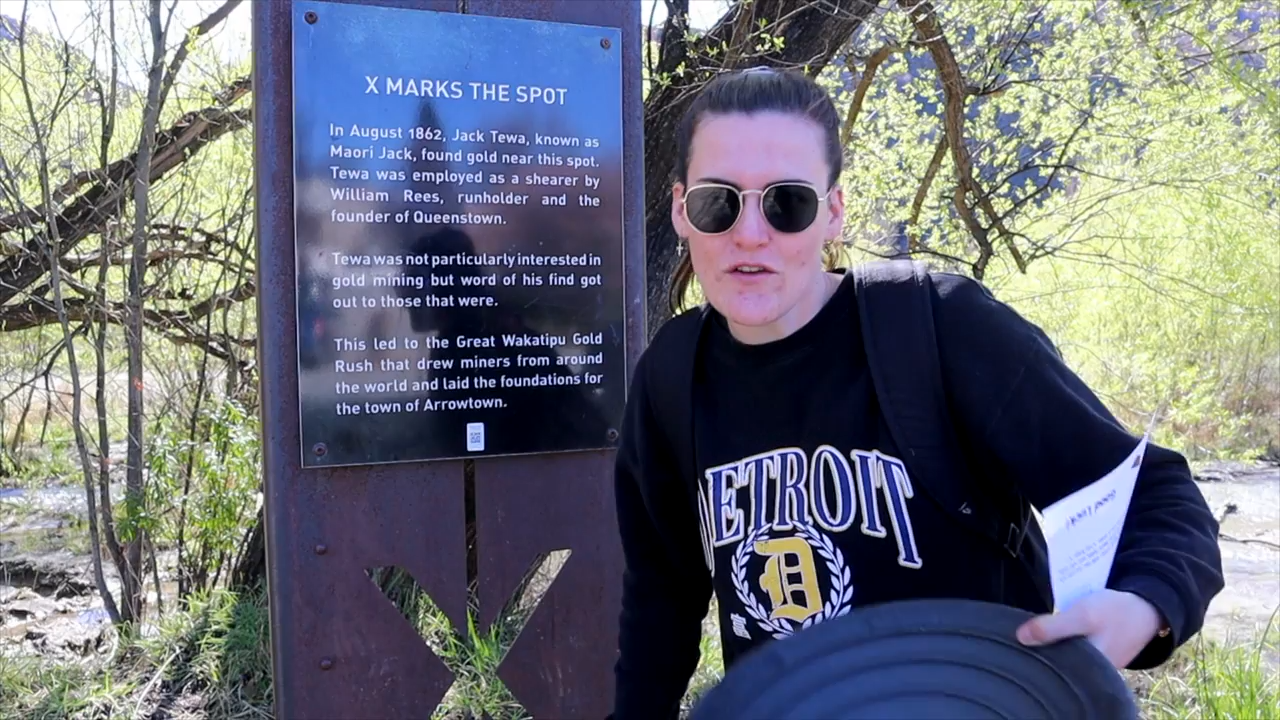 X MARKS THE SPOT
In August 1862, Jack Tewa, known as
Maori Jack, found gold near this spot.
Tewa was employed as a shearer by
William Rees, runholder and the
founder of Queenstown.
Tewa was not particularly interested in
gold mining but word of his find got
out to those that were.
This led to the Great Wakatipu Gold
Rush that drew miners from around
the world and laid the foundations for
the town of Arrowtown.
X
DETROIT
D
Good Luck!